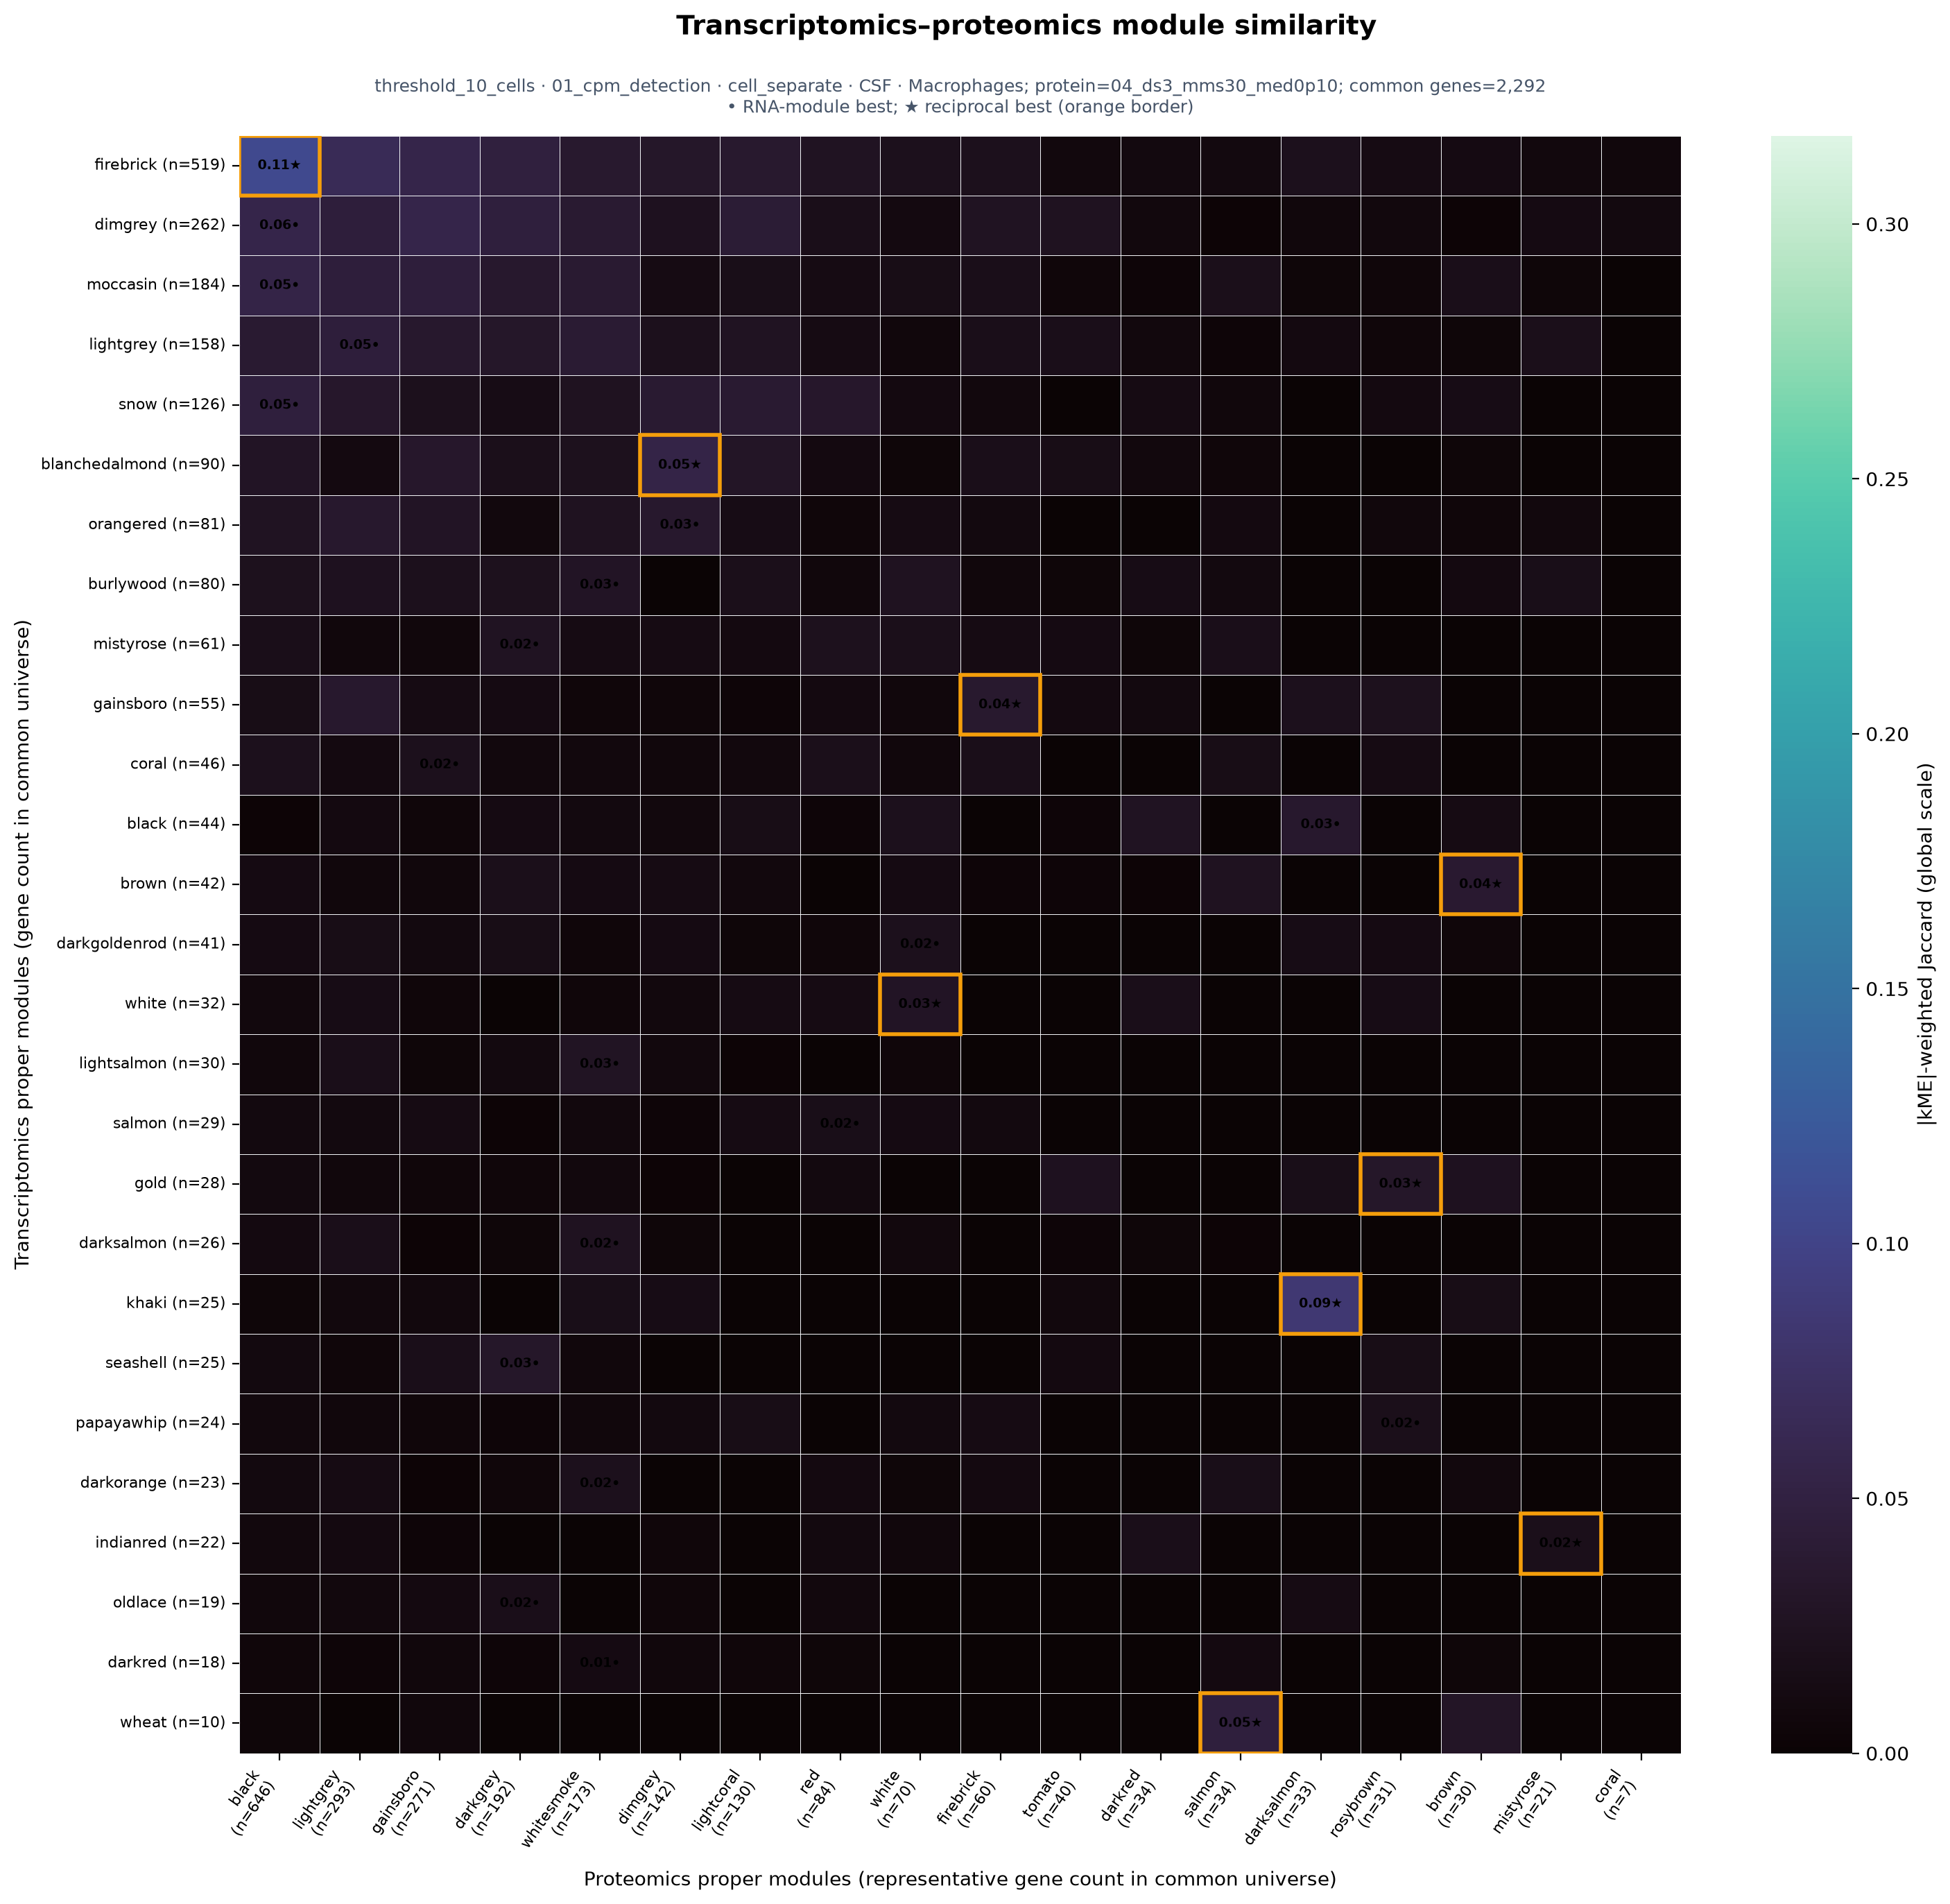 Transcriptomics–proteomics module similarity
threshold_10_cells · 01_cpm_detection · cell_separate · CSF · Macrophages; protein=04_ds3_mms30_med0p10; common genes=2,292
• RNA-module best; ★ reciprocal best (orange border)
Transcriptomics proper modules (gene count in common universe)
firebrick (n=519)
0.11★
dimgrey (n=262)
0.06•
moccasin (n=184)
0.05•
lightgrey (n=158)
0.05•
snow (n=126)
0.05•
blanchedalmond (n=90)
0.05★
orangered (n=81)
0.03•
burlywood (n=80)
0.03•
mistyrose (n=61)
0.02•
gainsboro (n=55)
0.04★
coral (n=46)
0.02•
black (n=44)
0.03•
brown (n=42)
0.04★
darkgoldenrod (n=41)
0.02•
white (n=32)
0.03★
lightsalmon (n=30)
0.03•
salmon (n=29)
0.02•
gold (n=28)
0.03★
darksalmon (n=26)
0.02•
khaki (n=25)
0.09★
seashell (n=25)
0.03•
papayawhip (n=24)
0.02•
darkorange (n=23)
0.02•
indianred (n=22)
0.02★
oldlace (n=19)
0.02•
darkred (n=18)
0.01•
wheat (n=10)
0.05★
black
(n=646)
lightgrey
(n=293)
gainsboro
(n=271)
darkgrey
(n=192)
whitesmoke
(n=173)
dimgrey
(n=142)
lightcoral
(n=130)
red
(n=84)
white
(n=70)
firebrick
(n=60)
tomato
(n=40)
darkred
(n=34)
salmon
(n=34)
darksalmon
(n=33)
rosybrown
(n=31)
brown
(n=30)
mistyrose
(n=21)
coral
(n=7)
Proteomics proper modules (representative gene count in common universe)
0.30
0.25
0.20
0.15
0.10
0.05
0.00
|kME|-weighted Jaccard (global scale)